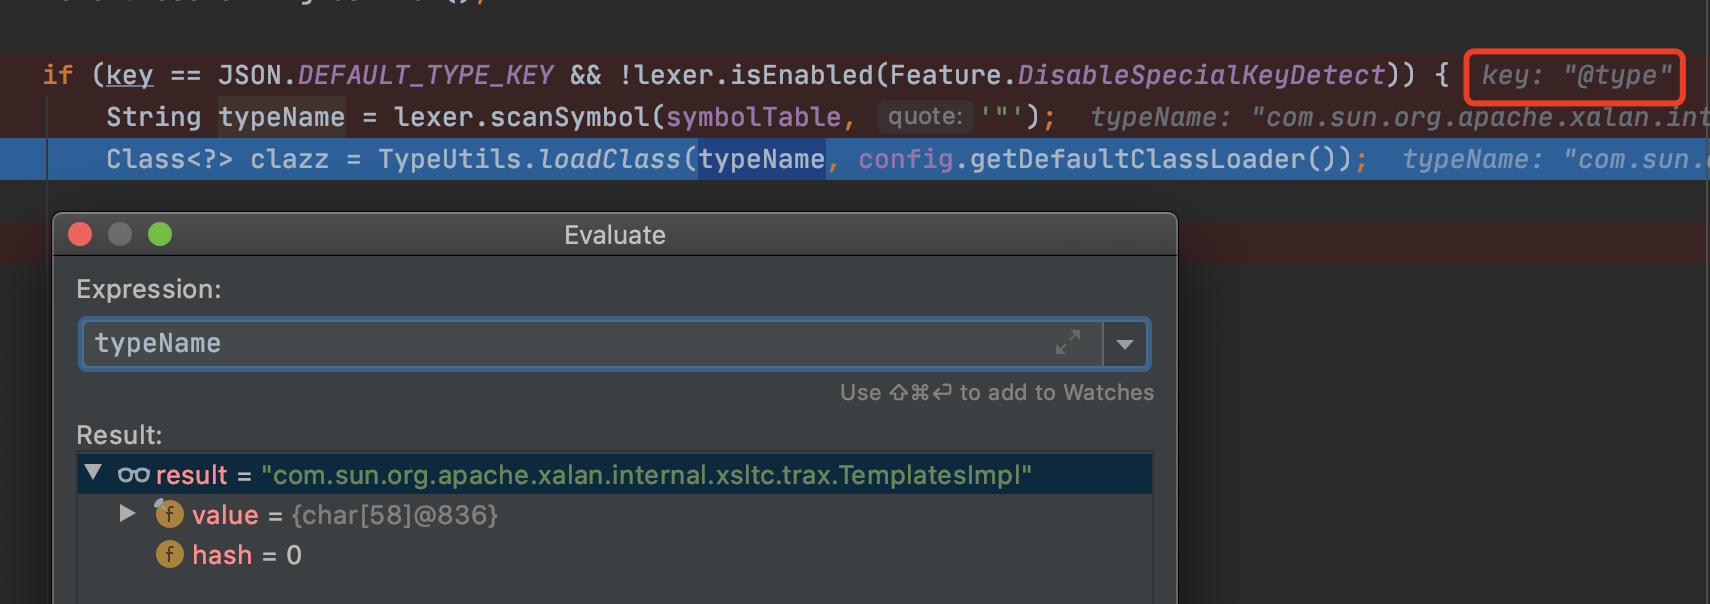 if (key == JSON.DEFAULT_TYPE_KEY && !lexer.isEnabled(Feature.DisableSpecialKeyDetect)) { key: "@type"
String typeName = lexer.scanSymbol(symbolTable, quote: '"'); typeName: "com.sun.org.apache.xalan.int
Class<?> clazz = TypeUtils.loadClass(typeName, config.getDefaultClassLoader()); typeName: "com.sun.
Evaluate
Expression:
typeName
Use ⇧⌘⏎ to add to Watches
Result:
result = "com.sun.org.apache.xalan.internal.xsltc.trax.TemplatesImpl"
f value = {char[58]@836}
f hash = 0